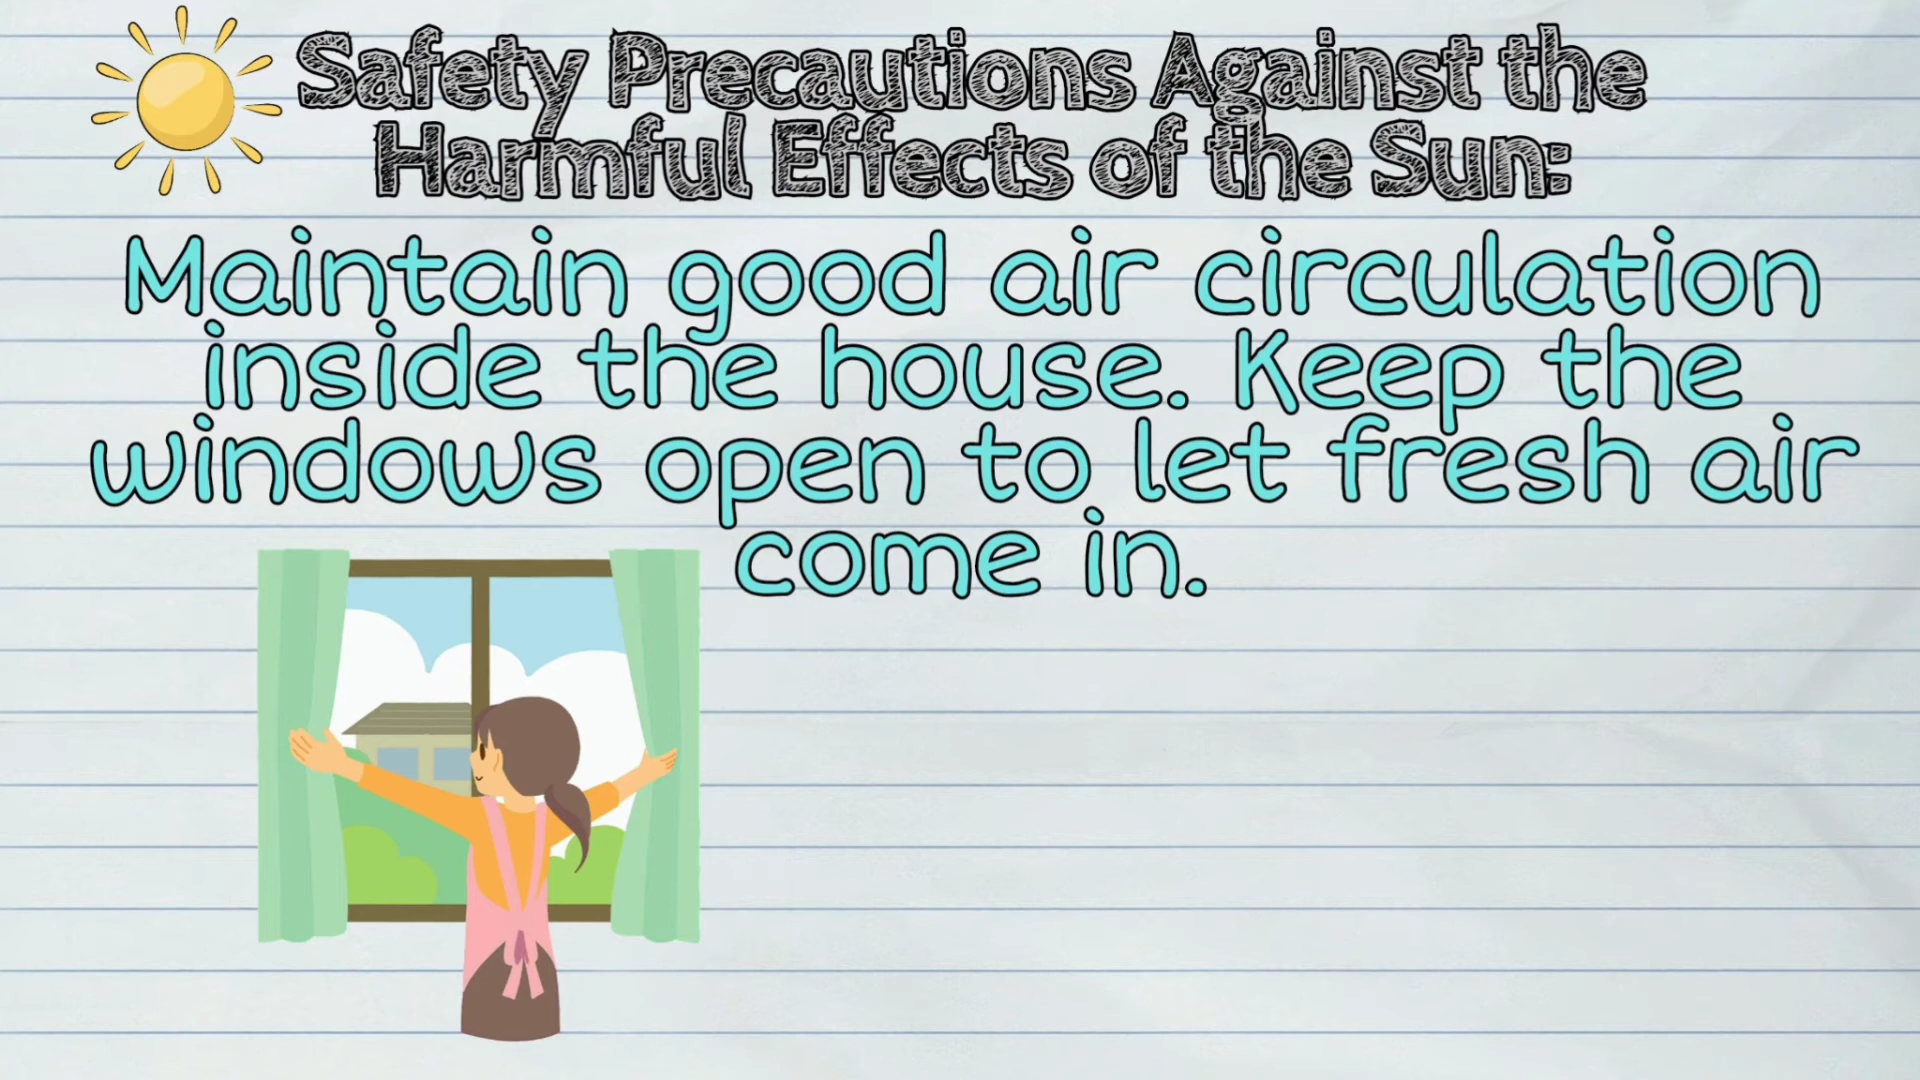 Safety Precautions Against the
Harmful Effects of the Sun:
Maintain good air circulation
inside the house. Keep the
windows open to let fresh air
come in.